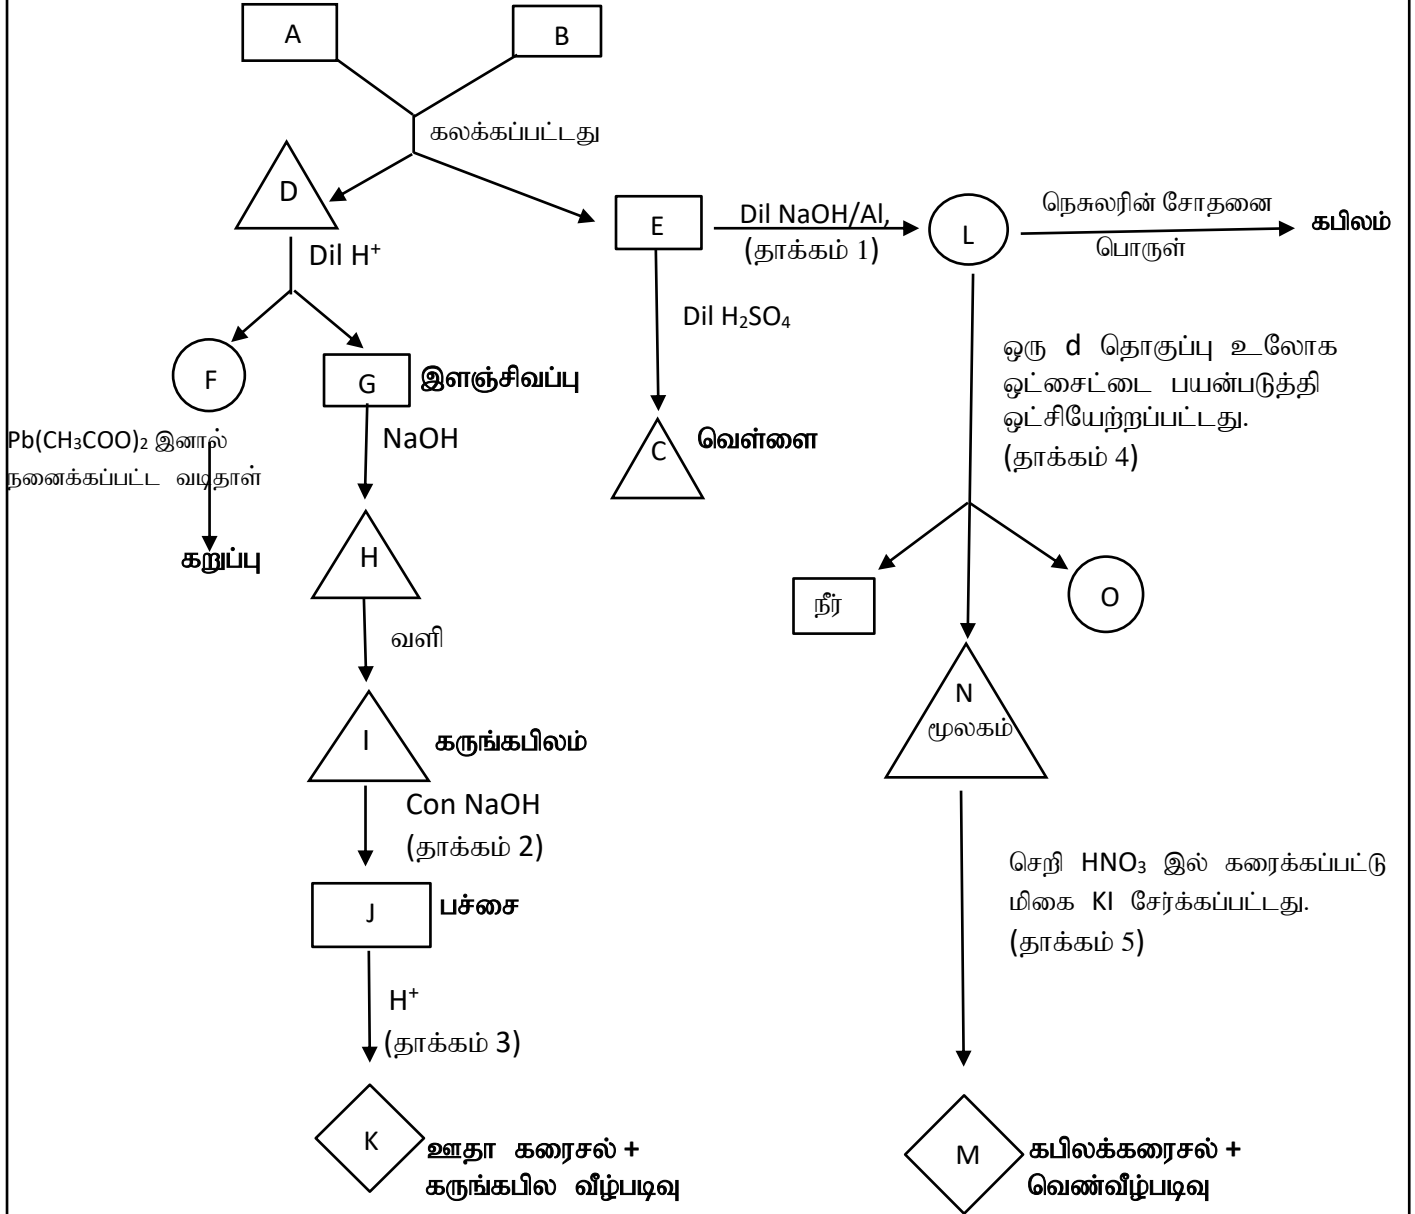 A
B
கலக்கப்பட்டது
D
E
Dil NaOH/Al,
(தாக்கம் 1)
L
நெசுலரின் சோதனை
பொருள்
கபிலம்
Dil H⁺
Dil H₂SO₄
F
G
இளஞ்சிவப்பு
ஒரு d தொகுப்பு உலோக
ஒட்சைட்டை பயன்படுத்தி
ஒட்சியேற்றப்பட்டது.
(தாக்கம் 4)
Pb(CH₃COO)₂ இனால்
நனைக்கப்பட்ட வடிதாள்
NaOH
C
வெள்ளை
கறுப்பு
H
நீர்
O
வளி
N
மூலகம்
I
கருங்கபிலம்
Con NaOH
(தாக்கம் 2)
செறி HNO₃ இல் கரைக்கப்பட்டு
மிகை KI சேர்க்கப்பட்டது.
(தாக்கம் 5)
J
பச்சை
H⁺
(தாக்கம் 3)
K
ஊதா கரைசல் +
கருங்கபில வீழ்படிவு
M
கபிலக்கரைசல் +
வெண்வீழ்படிவு